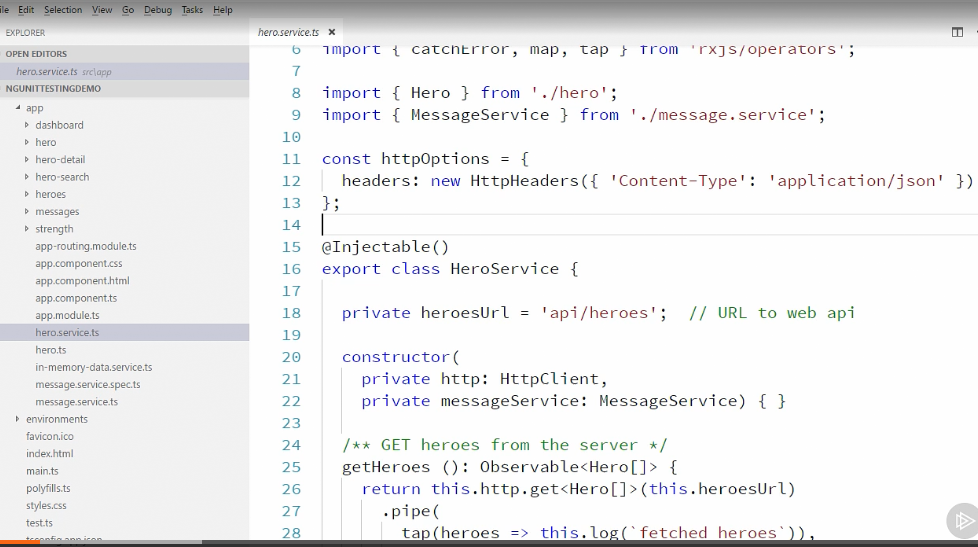 ile Edit Selection View Go Debug Tasks Help
EXPLORER
OPEN EDITORS
hero.service.ts src\app
NGUNITTESTINGDEMO
app
dashboard
hero
hero-detail
hero-search
heroes
messages
strength
app-routing.module.ts
app.component.css
app.component.html
app.component.ts
app.module.ts
hero.service.ts
hero.ts
in-memory-data.service.ts
message.service.spec.ts
message.service.ts
environments
favicon.ico
index.html
main.ts
polyfills.ts
styles.css
test.ts
tsconfig.app.json
hero.service.ts ×
6 import { catchError, map, tap } from 'rxjs/operators';
7
8 import { Hero } from './hero';
9 import { MessageService } from './message.service';
10
11 const httpOptions = {
12 headers: new HttpHeaders({ 'Content-Type': 'application/json' })
13 };
14
15 @Injectable()
16 export class HeroService {
17
18 private heroesUrl = 'api/heroes'; // URL to web api
19
20 constructor(
21 private http: HttpClient,
22 private messageService: MessageService) { }
23
24 /** GET heroes from the server */
25 getHeroes (): Observable<Hero[]> {
26 return this.http.get<Hero[]>(this.heroesUrl)
27 .pipe(
28 tap(heroes => this.log(`fetched heroes`)),